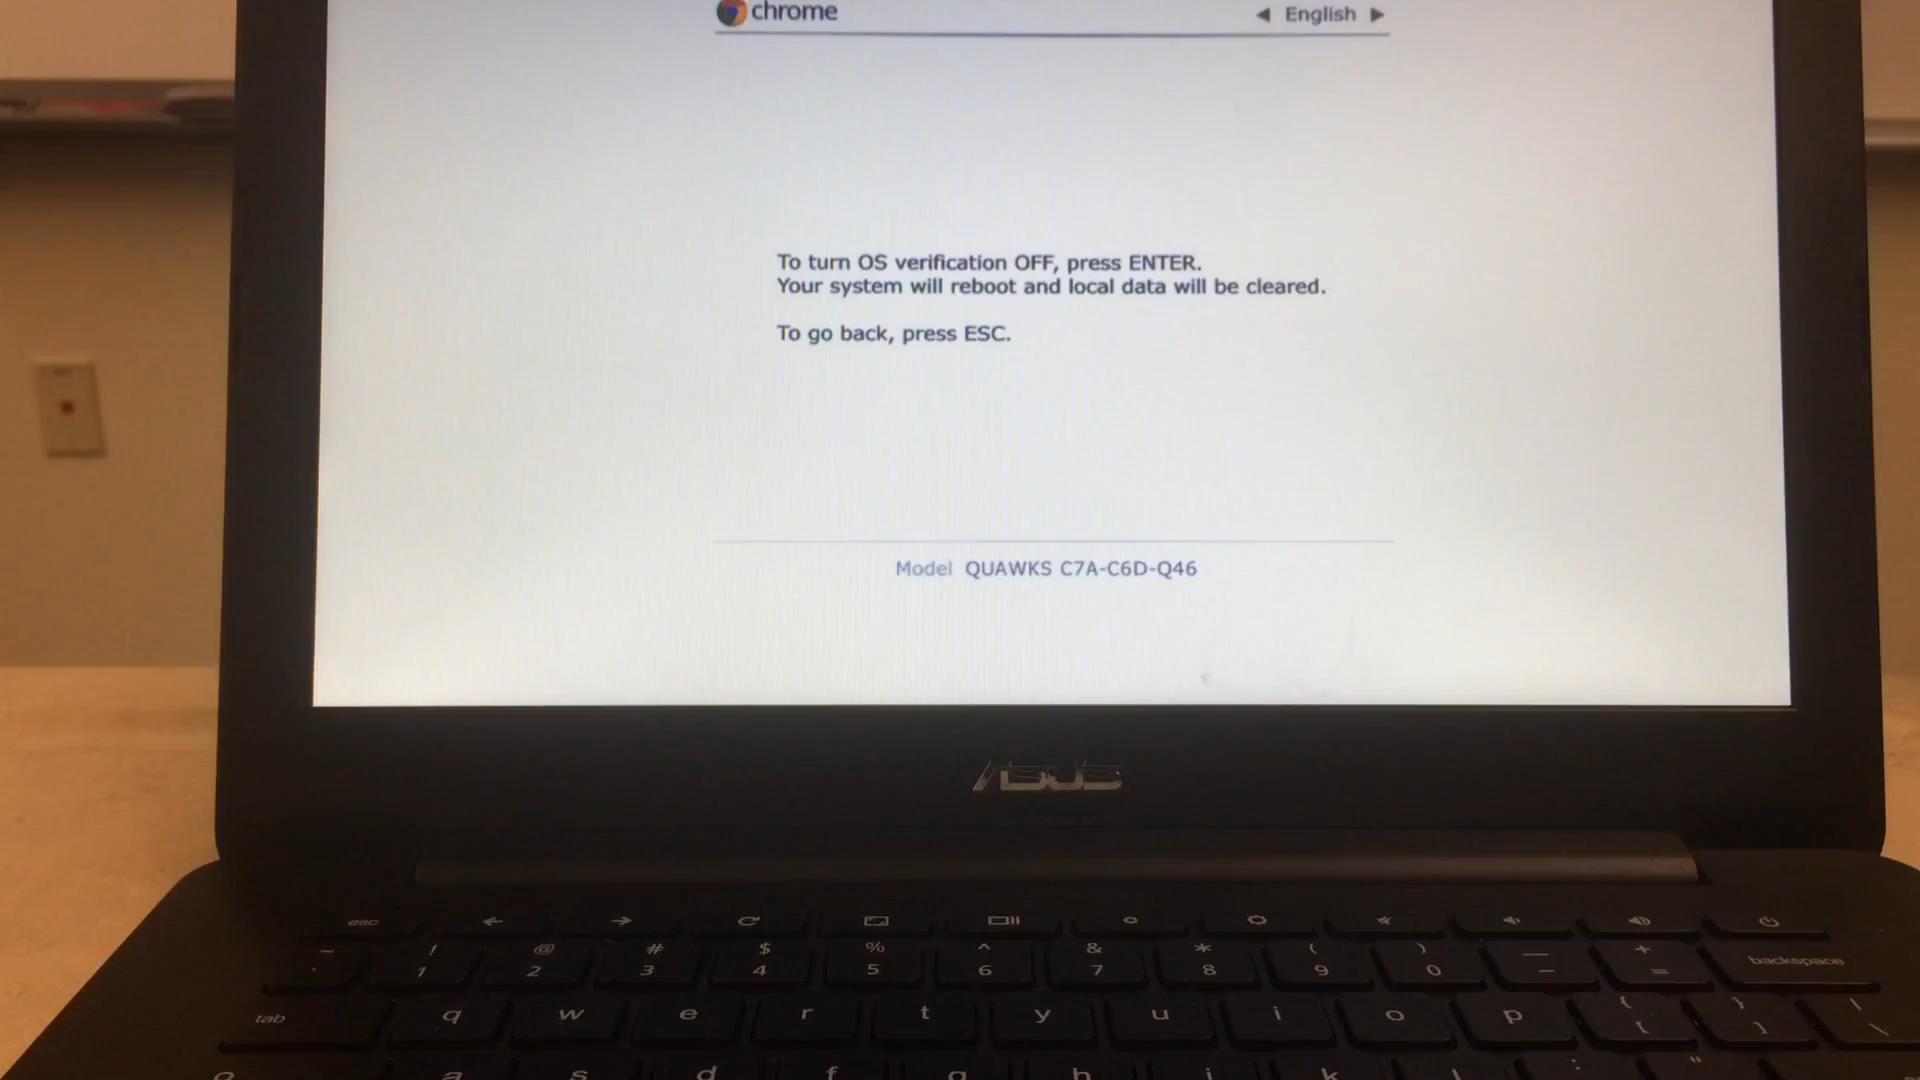 chrome
English
To turn OS verification OFF, press ENTER.
Your system will reboot and local data will be cleared.
To go back, press ESC.
Model QUAWKS C7A-C6D-Q46
ASUS
esc
~ ! @ # $ % ^ & * ( ) — +
1 2 3 4 5 6 7 8 9 0 - = backspace
tab q w e r t y u i o p { [ } ] | \
a s d f g h j k l : "